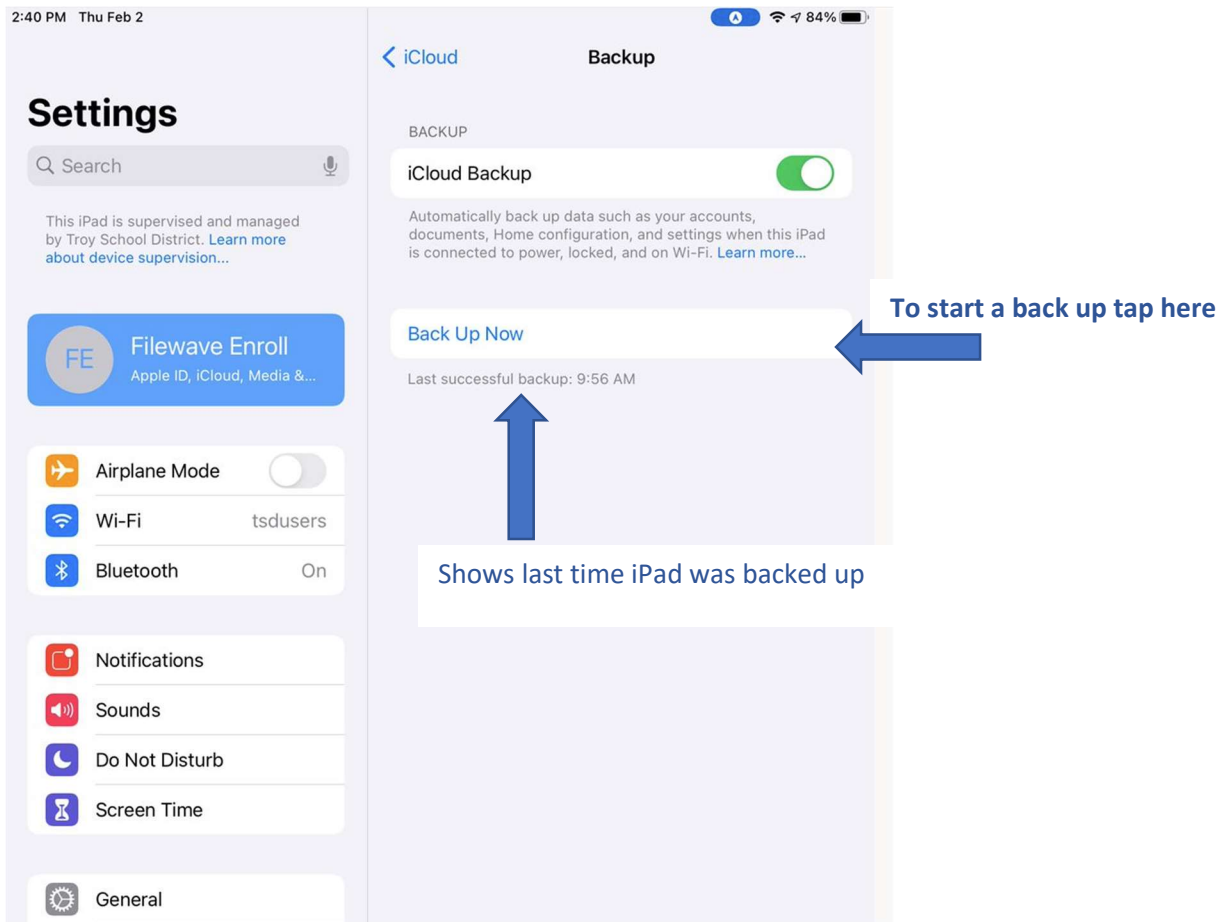 2:40 PM Thu Feb 2
84%
Settings
Search
This iPad is supervised and managed
by Troy School District. Learn more
about device supervision...
FE
Filewave Enroll
Apple ID, iCloud, Media &...
Airplane Mode
Wi-Fi tsdusers
Bluetooth On
Notifications
Sounds
Do Not Disturb
Screen Time
General
iCloud Backup
BACKUP
iCloud Backup
Automatically back up data such as your accounts,
documents, Home configuration, and settings when this iPad
is connected to power, locked, and on Wi-Fi. Learn more...
Back Up Now
Last successful backup: 9:56 AM
To start a back up tap here
Shows last time iPad was backed up